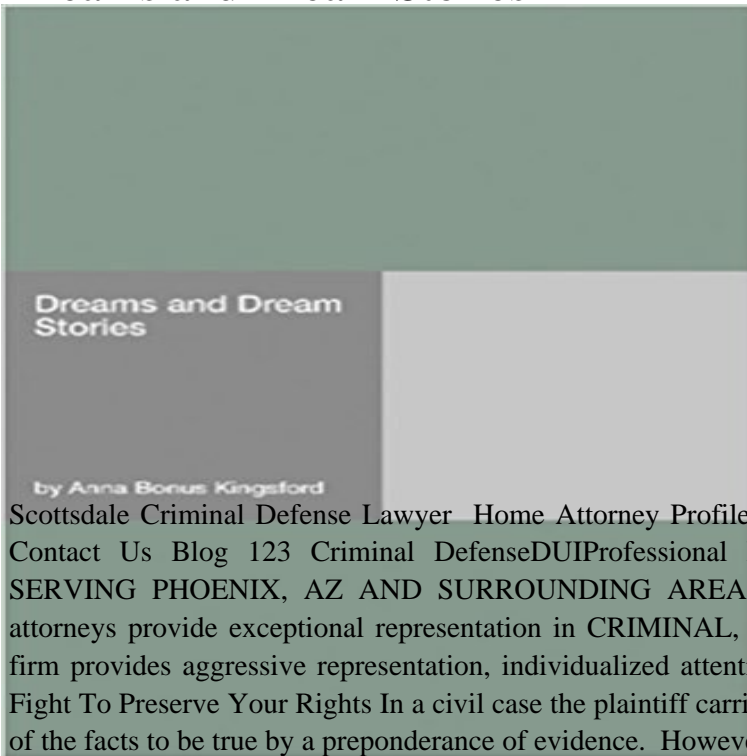 Dreams and Dream
Stories
by Anna Bonus Kingsford
Scottsdale Criminal Defense Lawyer Home Attorney Profile
Contact Us Blog 123 Criminal DefenseDUIProfessional
SERVING PHOENIX, AZ AND SURROUNDING AREA
attorneys provide exceptional representation in CRIMINAL,
firm provides aggressive representation, individualized attent
Fight To Preserve Your Rights In a civil case the plaintiff carri
of the facts to be true by a preponderance of evidence. Howev